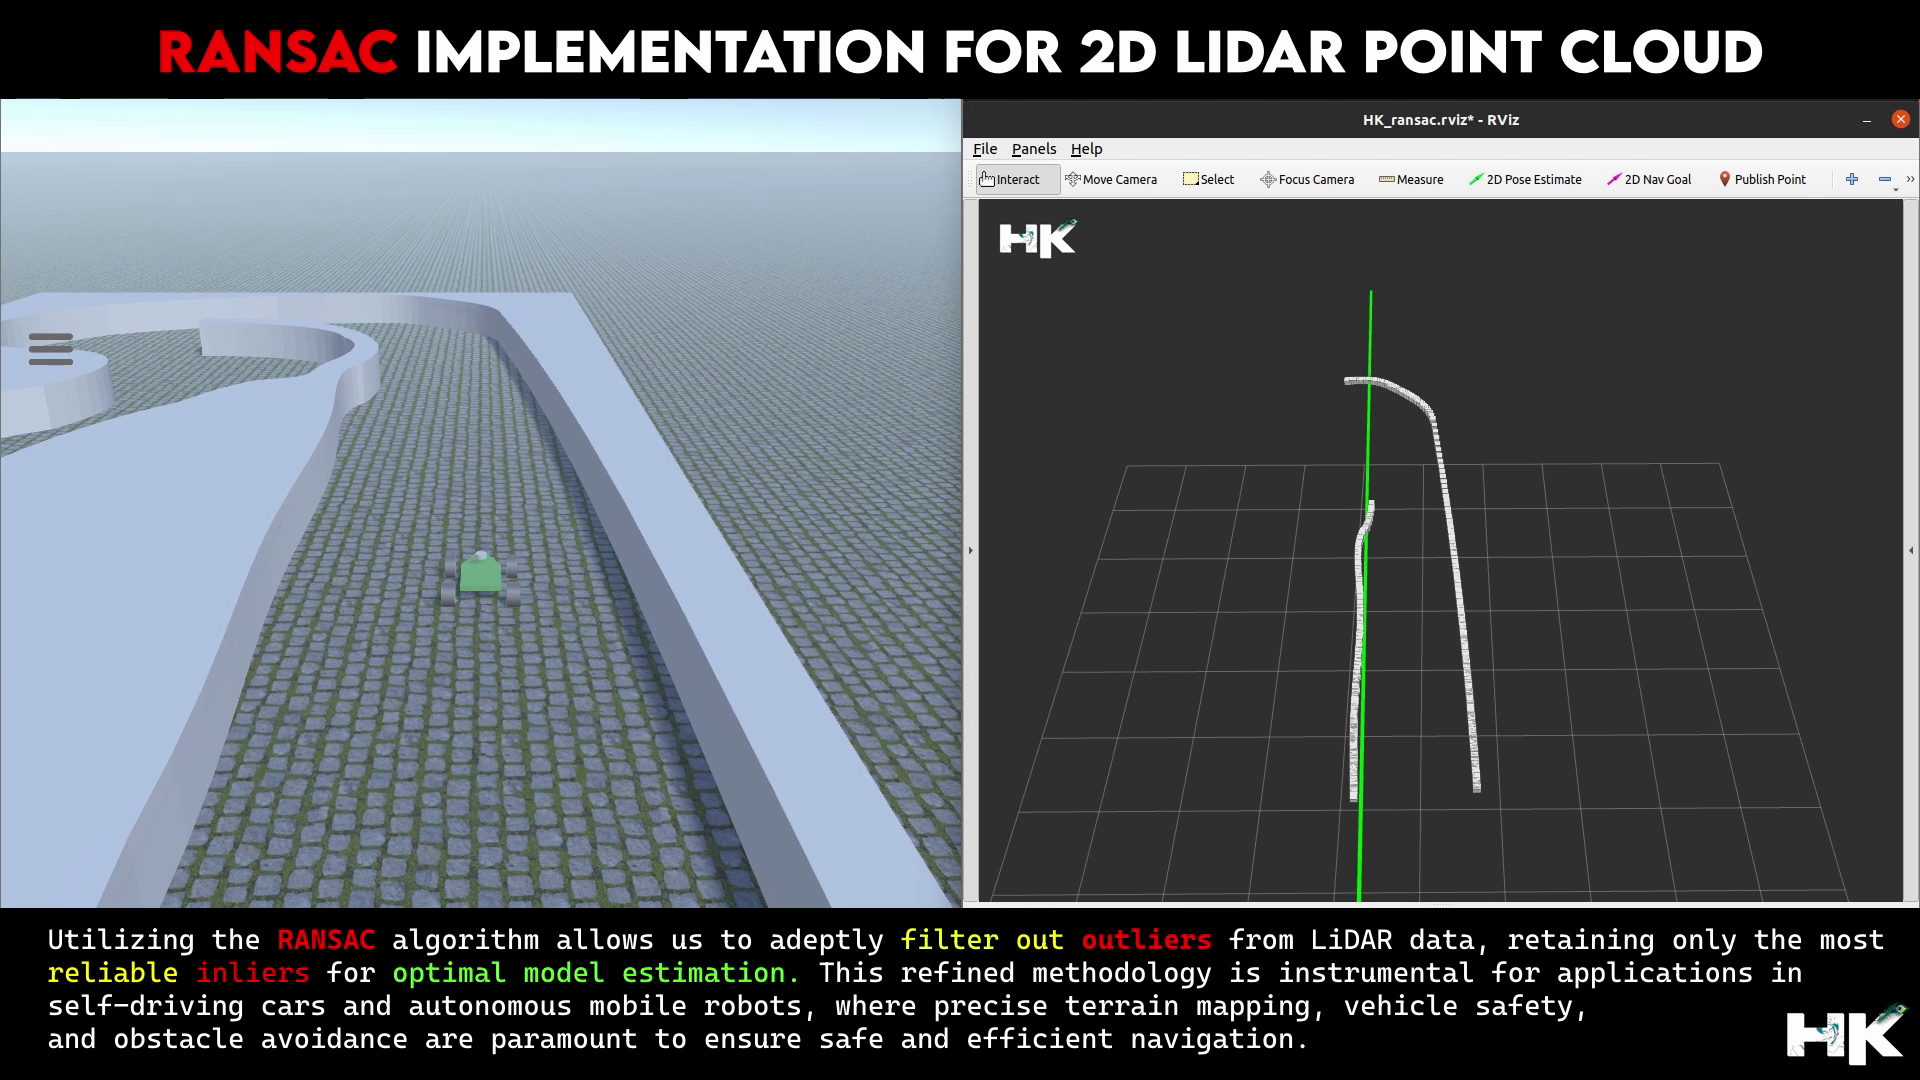 RANSAC IMPLEMENTATION FOR 2D LIDAR POINT CLOUD
HK_ransac.rviz* - RViz
File Panels Help
Interact Move Camera Select Focus Camera Measure 2D Pose Estimate 2D Nav Goal Publish Point
HK
Utilizing the RANSAC algorithm allows us to adeptly filter out outliers from LiDAR data, retaining only the most
reliable inliers for optimal model estimation. This refined methodology is instrumental for applications in
self-driving cars and autonomous mobile robots, where precise terrain mapping, vehicle safety,
and obstacle avoidance are paramount to ensure safe and efficient navigation.
HK